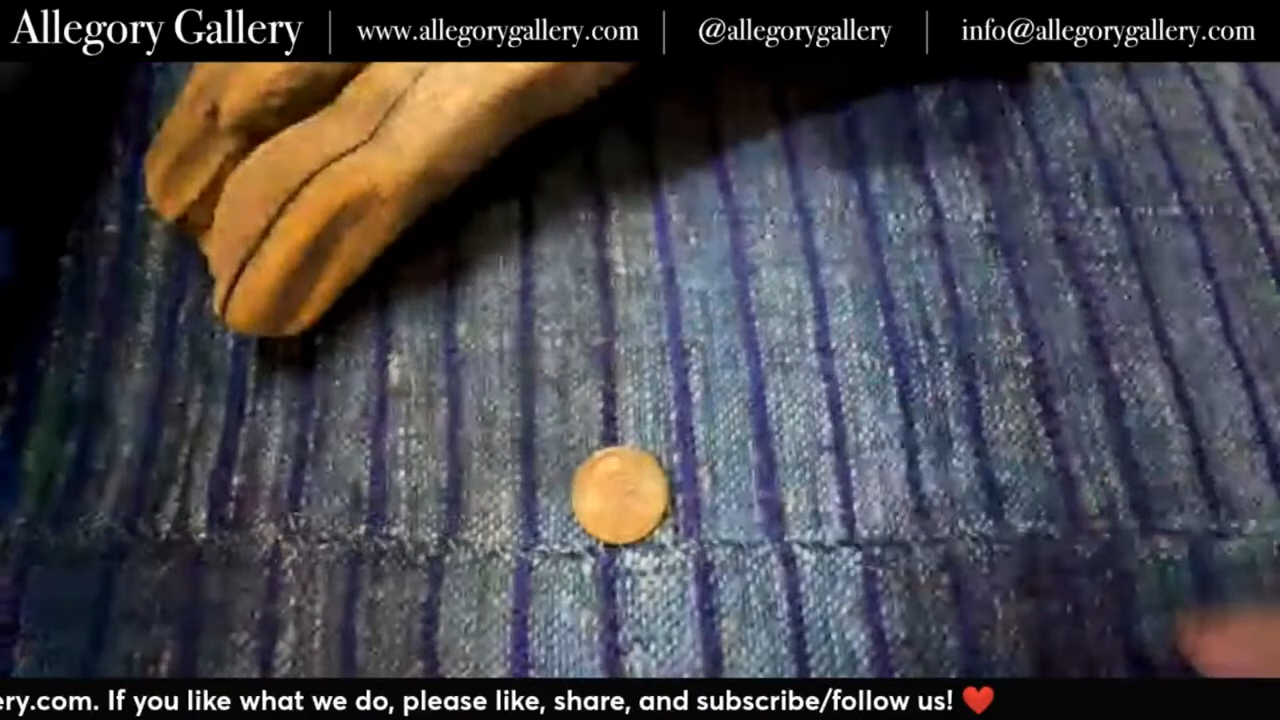 Allegory Gallery | www.allegorygallery.com | @allegorygallery | info@allegorygallery.com
ery.com. If you like what we do, please like, share, and subscribe/follow us! ❤️